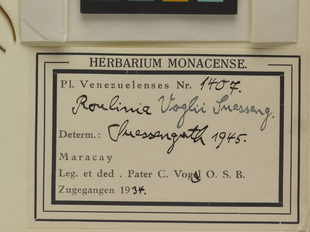 HERBARIUM MONACENSE.
Pl. Venezuelenses Nr. 1407.
Roulinia Voglii Suesseng.
Determ.: Suessenguth 1945.
Maracay
Leg. et ded. Pater C. Vogl O. S. B.
Zugegangen 1934.